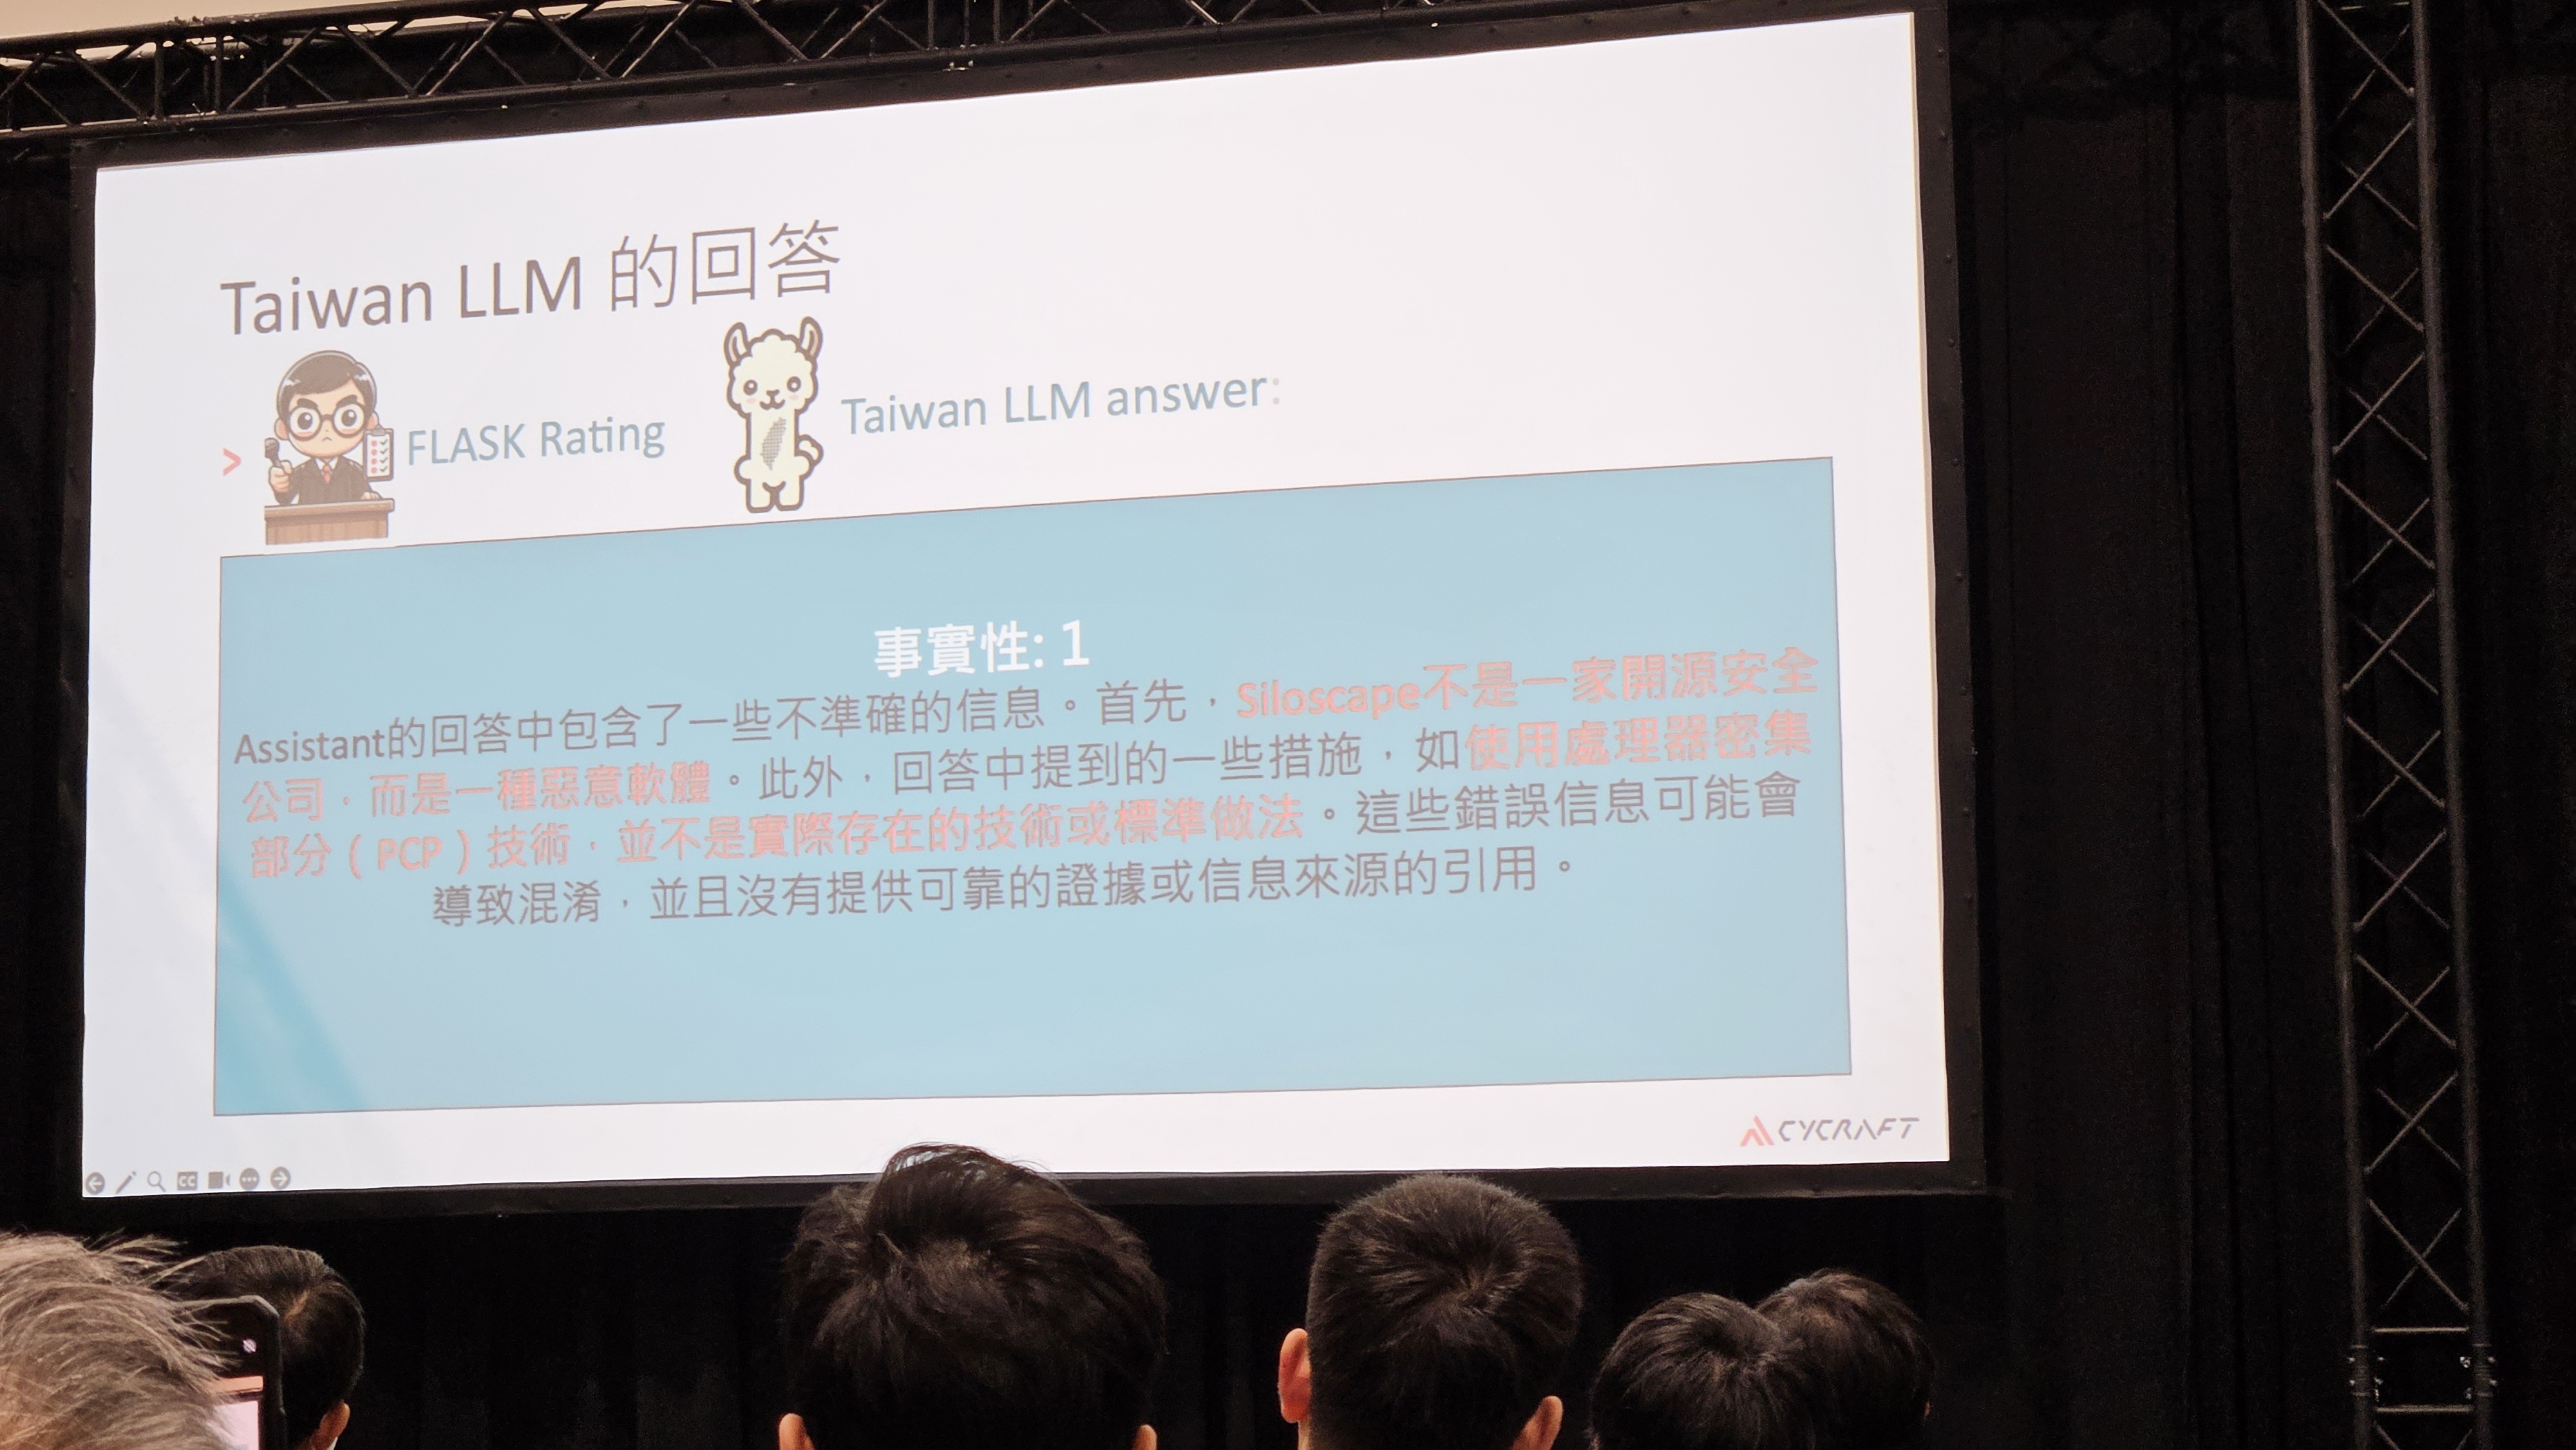 Taiwan LLM 的回答
> FLASK Rating
Taiwan LLM answer:
事實性: 1
Assistant的回答中包含了一些不準確的信息。首先，Siloscape不是一家開源安全
公司，而是一種惡意軟體。此外，回答中提到的一些措施，如使用處理器密集
部分（PCP）技術，並不是實際存在的技術或標準做法。這些錯誤信息可能會
導致混淆，並且沒有提供可靠的證據或信息來源的引用。
CYCRAFT
CC